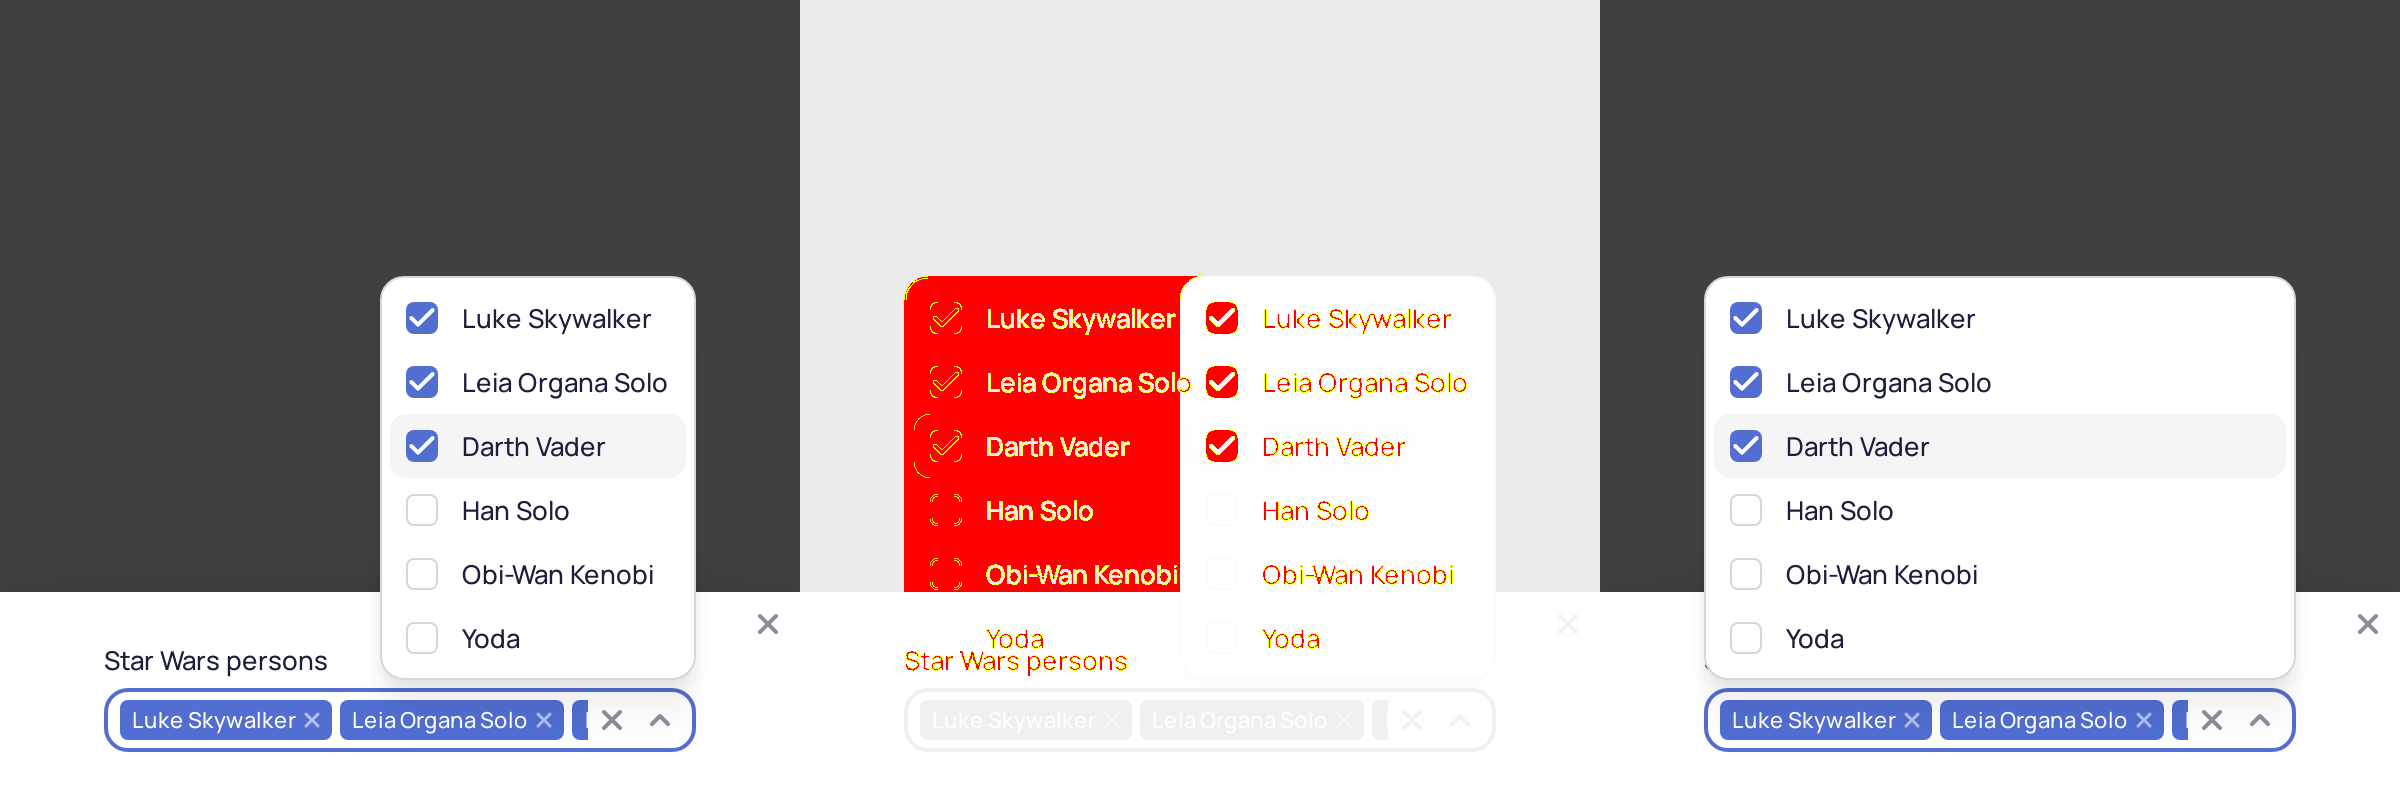 Luke Skywalker
Leia Organa Solo
Darth Vader
Han Solo
Obi-Wan Kenobi
Yoda
Star Wars persons
Luke Skywalker
Leia Organa Solo
Luke Skywalker
Leia Organa Solo
Darth Vader
Han Solo
Obi-Wan Kenobi
Yoda
Luke Skywalker
Leia Organa Solo
Darth Vader
Han Solo
Obi-Wan Kenobi
Yoda
Star Wars persons
Luke Skywalker
Leia Organa Solo
Luke Skywalker
Leia Organa Solo
Darth Vader
Han Solo
Obi-Wan Kenobi
Yoda
Luke Skywalker
Leia Organa Solo